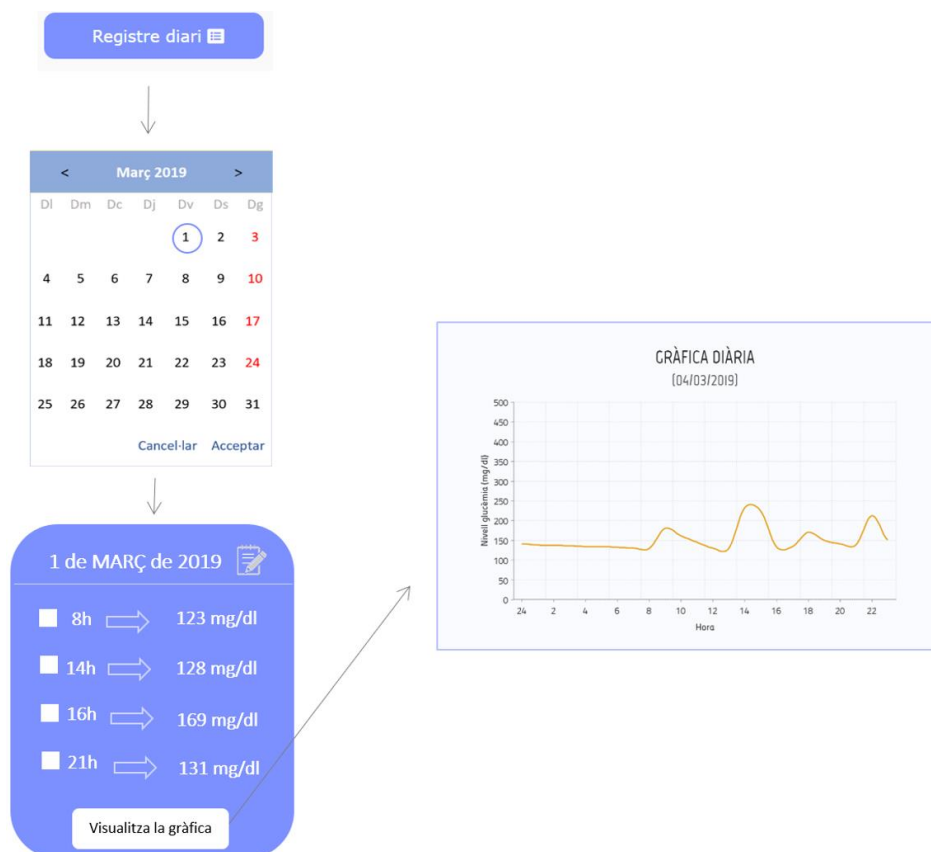 Registre diari
< Març 2019 >
Dl Dm Dc Dj Dv Ds Dg
1 2 3
4 5 6 7 8 9 10
11 12 13 14 15 16 17
18 19 20 21 22 23 24
25 26 27 28 29 30 31
Cancel·lar Acceptar
1 de MARÇ de 2019
8h 123 mg/dl
14h 128 mg/dl
16h 169 mg/dl
21h 131 mg/dl
Visualitza la gràfica
GRÀFICA DIÀRIA
(04/03/2019)
Nivell glucèmia (mg/dl)
500
450
400
350
300
250
200
150
100
50
0
24 2 4 6 8 10 12 14 16 18 20 22
Hora